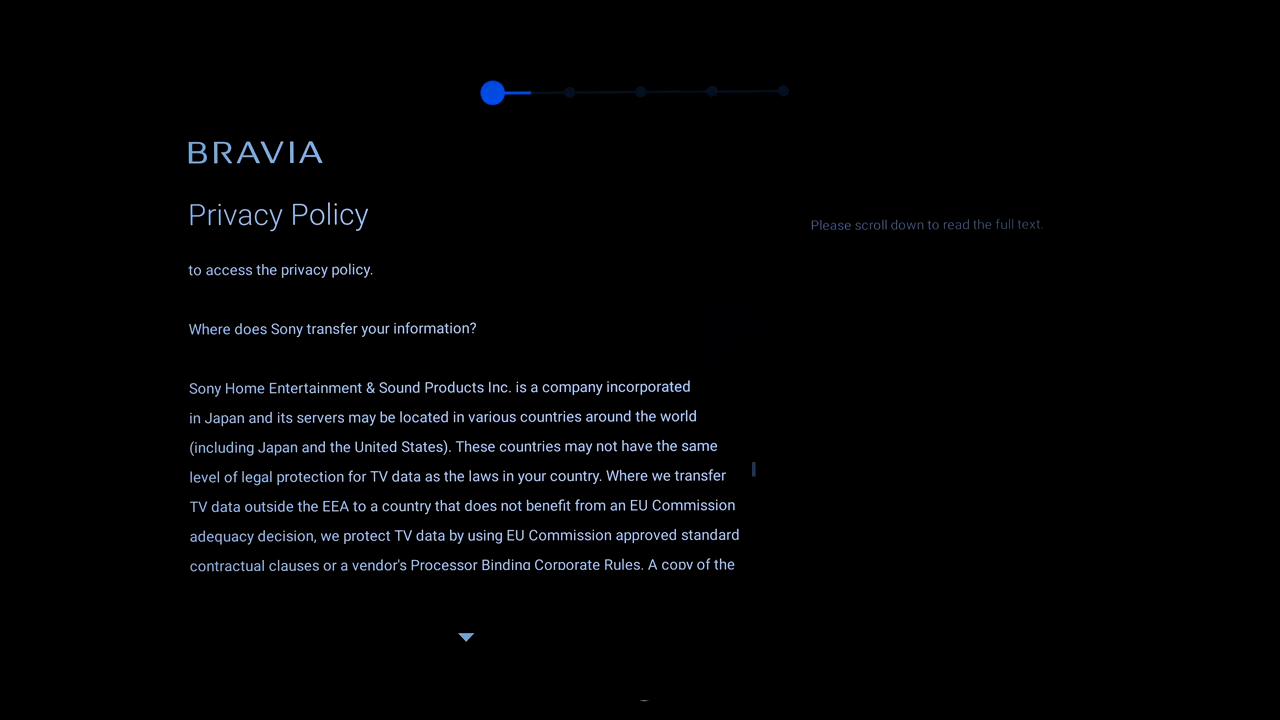 BRAVIA
Privacy Policy
Please scroll down to read the full text.
to access the privacy policy.
Where does Sony transfer your information?
Sony Home Entertainment & Sound Products Inc. is a company incorporated
in Japan and its servers may be located in various countries around the world
(including Japan and the United States). These countries may not have the same
level of legal protection for TV data as the laws in your country. Where we transfer
TV data outside the EEA to a country that does not benefit from an EU Commission
adequacy decision, we protect TV data by using EU Commission approved standard
contractual clauses or a vendor's Processor Binding Corporate Rules. A copy of the